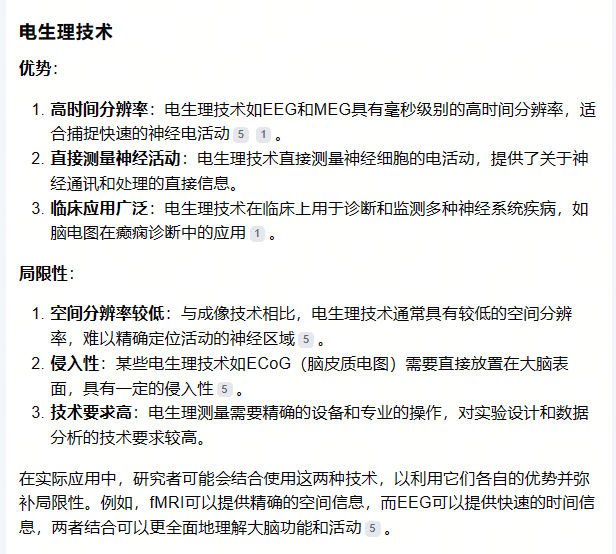 电生理技术
优势：
1. 高时间分辨率：电生理技术如EEG和MEG具有毫秒级别的高时间分辨率，适
合捕捉快速的神经电活动 5 1 。
2. 直接测量神经活动：电生理技术直接测量神经细胞的电活动，提供了关于神
经通讯和处理的直接信息。
3. 临床应用广泛：电生理技术在临床上用于诊断和监测多种神经系统疾病，如
脑电图在癫痫诊断中的应用 1 。
局限性：
1. 空间分辨率较低：与成像技术相比，电生理技术通常具有较低的空间分辨
率，难以精确定位活动的神经区域 5 。
2. 侵入性：某些电生理技术如ECoG（脑皮质电图）需要直接放置在大脑表
面，具有一定的侵入性 5 。
3. 技术要求高：电生理测量需要精确的设备和专业的操作，对实验设计和数据
分析的技术要求较高。
在实际应用中，研究者可能会结合使用这两种技术，以利用它们各自的优势并弥
补局限性。例如，fMRI可以提供精确的空间信息，而EEG可以提供快速的时间信
息，两者结合可以更全面地理解大脑功能和活动 5 。